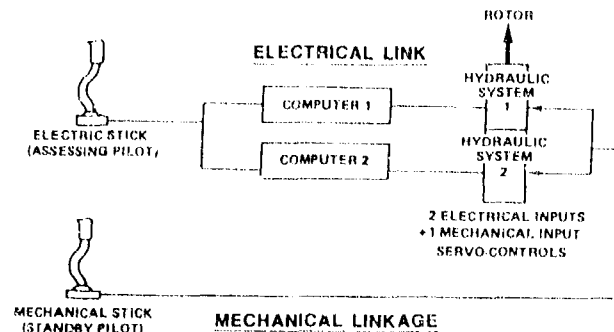 ROTOR
ELECTRICAL LINK
HYDRAULIC
SYSTEM
1
COMPUTER 1
ELECTRIC STICK
(ASSESSING PILOT)
HYDRAULIC
SYSTEM
2
COMPUTER 2
2 ELECTRICAL INPUTS
+1 MECHANICAL INPUT
SERVO-CONTROLS
MECHANICAL STICK
(STANDBY PILOT)
MECHANICAL LINKAGE